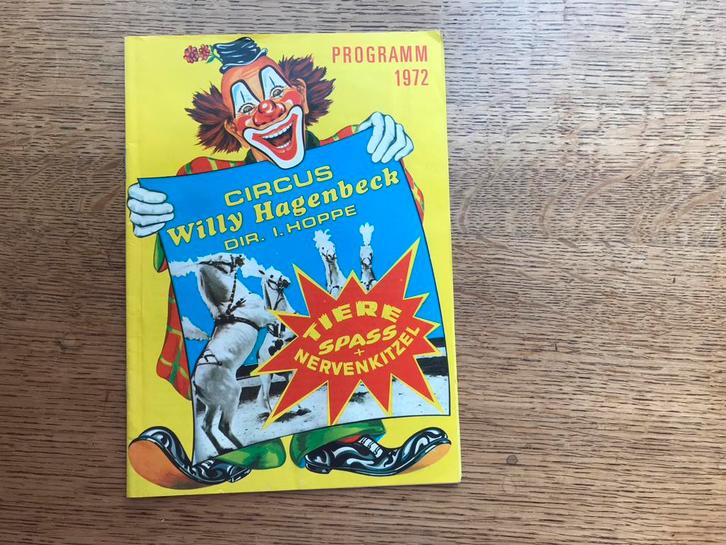 PROGRAMM
1972
CIRCUS
Willy Hagenbeck
DIR. I. HOPPE
TIERE
SPASS
+
NERVENKITZEL